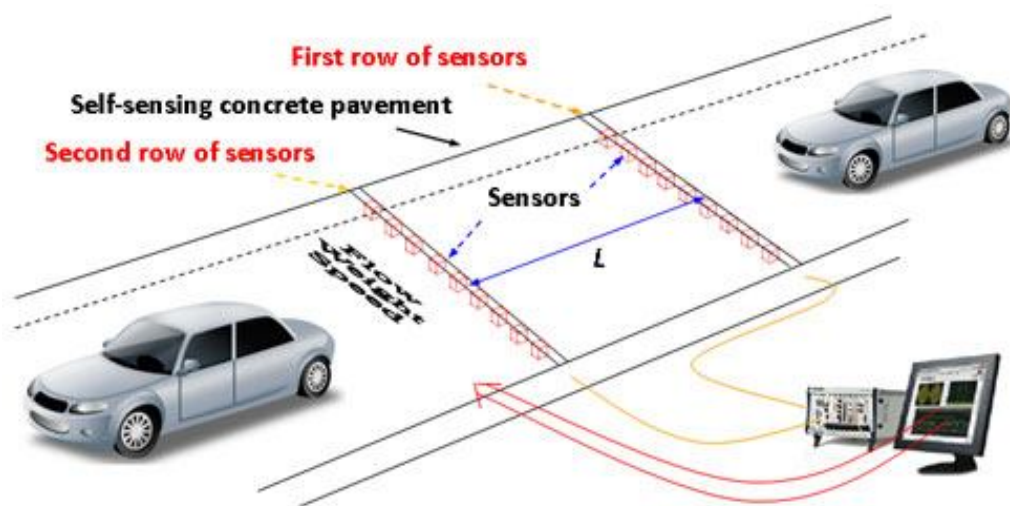 First row of sensors
Self-sensing concrete pavement
Second row of sensors
Sensors
L
Flow
Weight
Speed